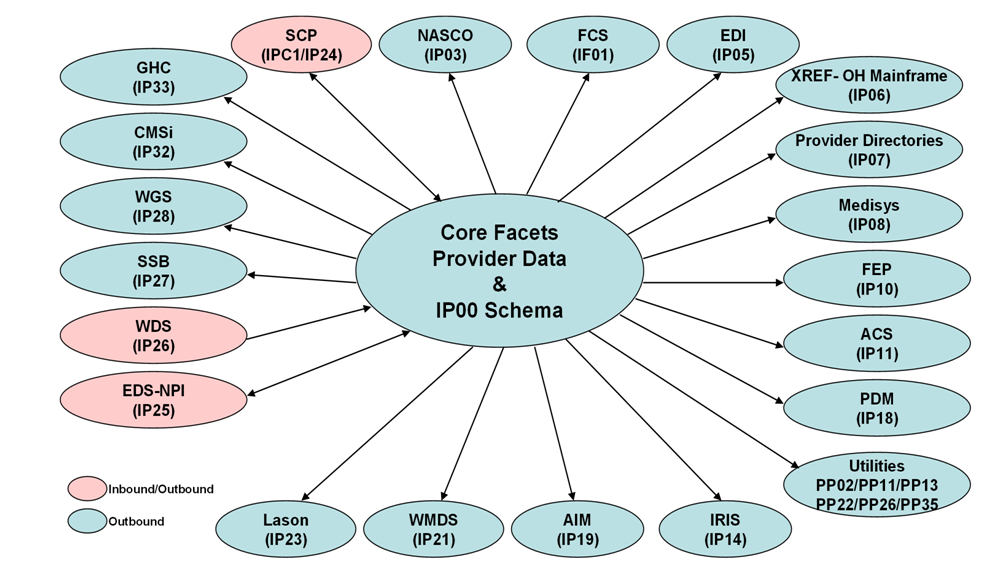 SCP
(IPC1/IP24)
NASCO
(IP03)
FCS
(IF01)
EDI
(IP05)
GHC
(IP33)
XREF- OH Mainframe
(IP06)
CMSi
(IP32)
Provider Directories
(IP07)
WGS
(IP28)
Medisys
(IP08)
Core Facets
Provider Data
&
IP00 Schema
SSB
(IP27)
FEP
(IP10)
WDS
(IP26)
ACS
(IP11)
EDS-NPI
(IP25)
PDM
(IP18)
Utilities
PP02/PP11/PP13
PP22/PP26/PP35
Inbound/Outbound
Outbound
Lason
(IP23)
WMDS
(IP21)
AIM
(IP19)
IRIS
(IP14)